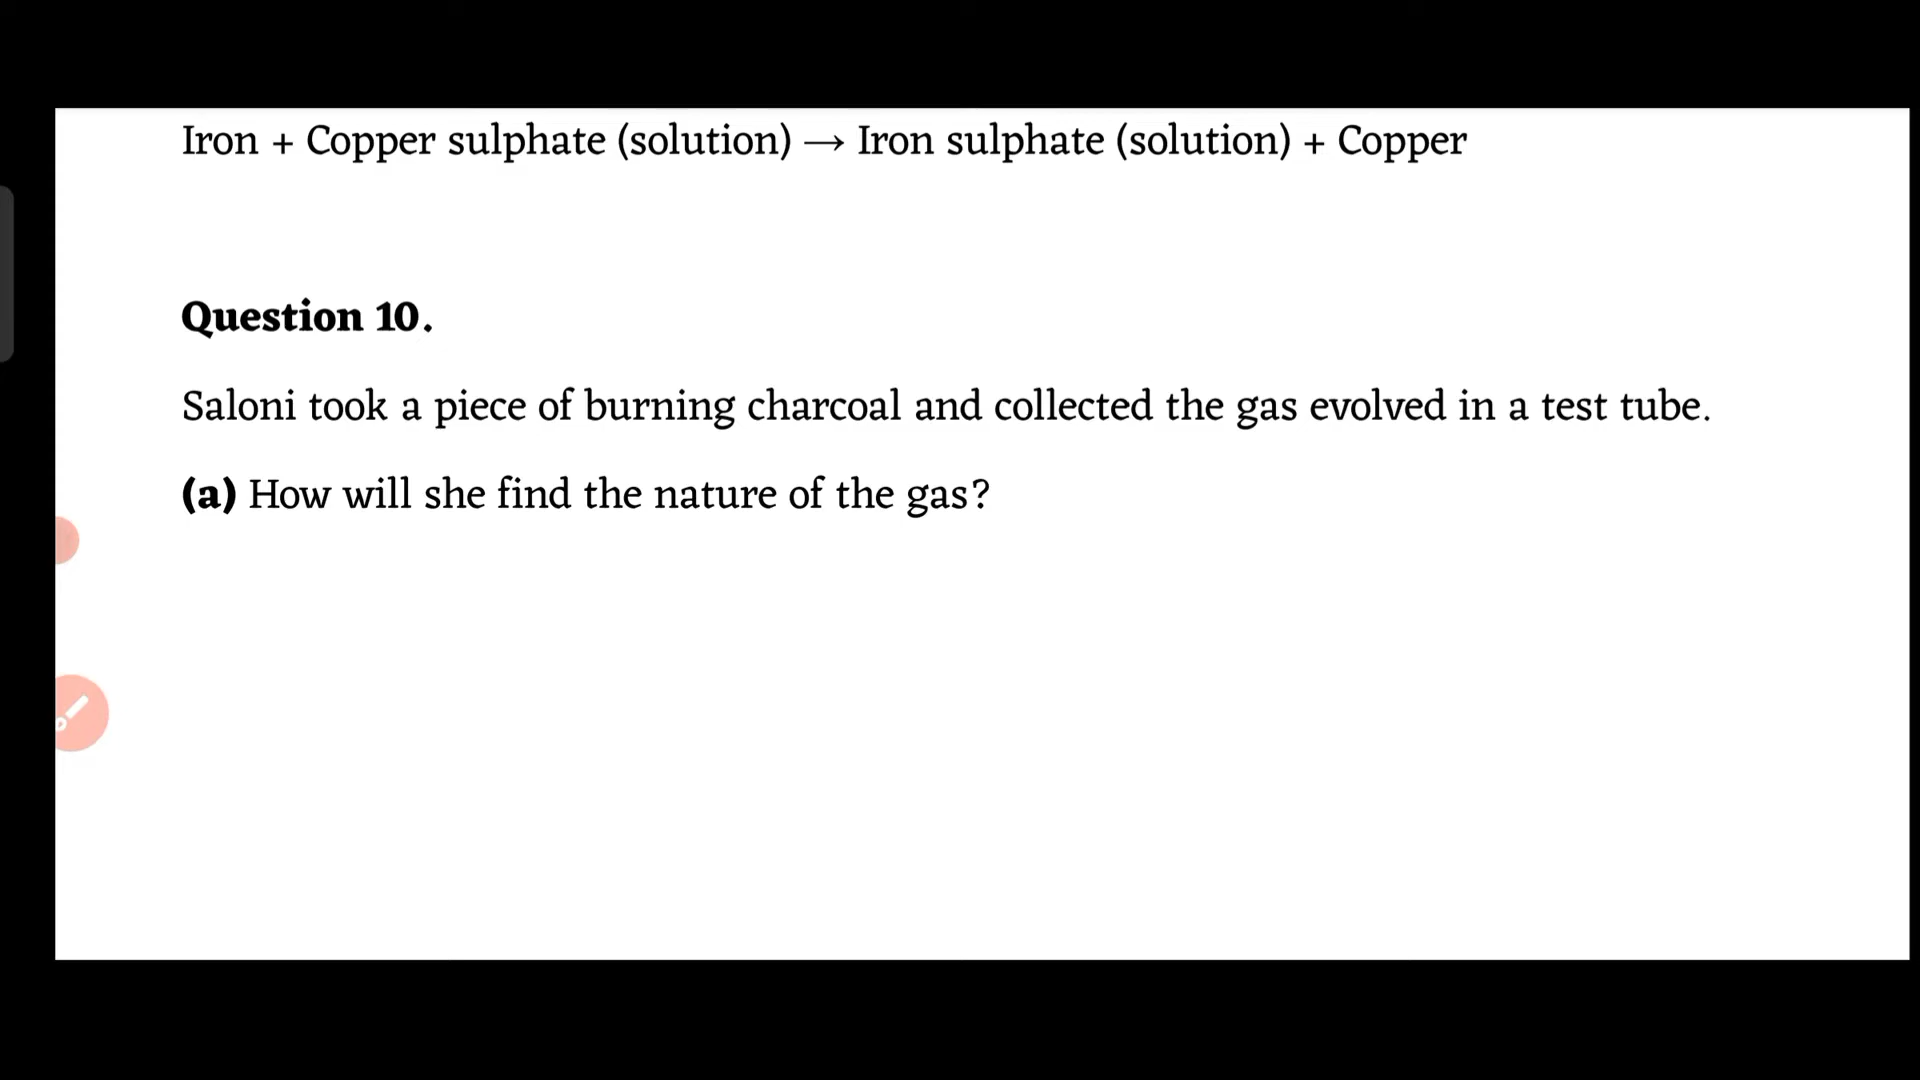 Iron + Copper sulphate (solution) → Iron sulphate (solution) + Copper
Question 10.
Saloni took a piece of burning charcoal and collected the gas evolved in a test tube.
(a) How will she find the nature of the gas?